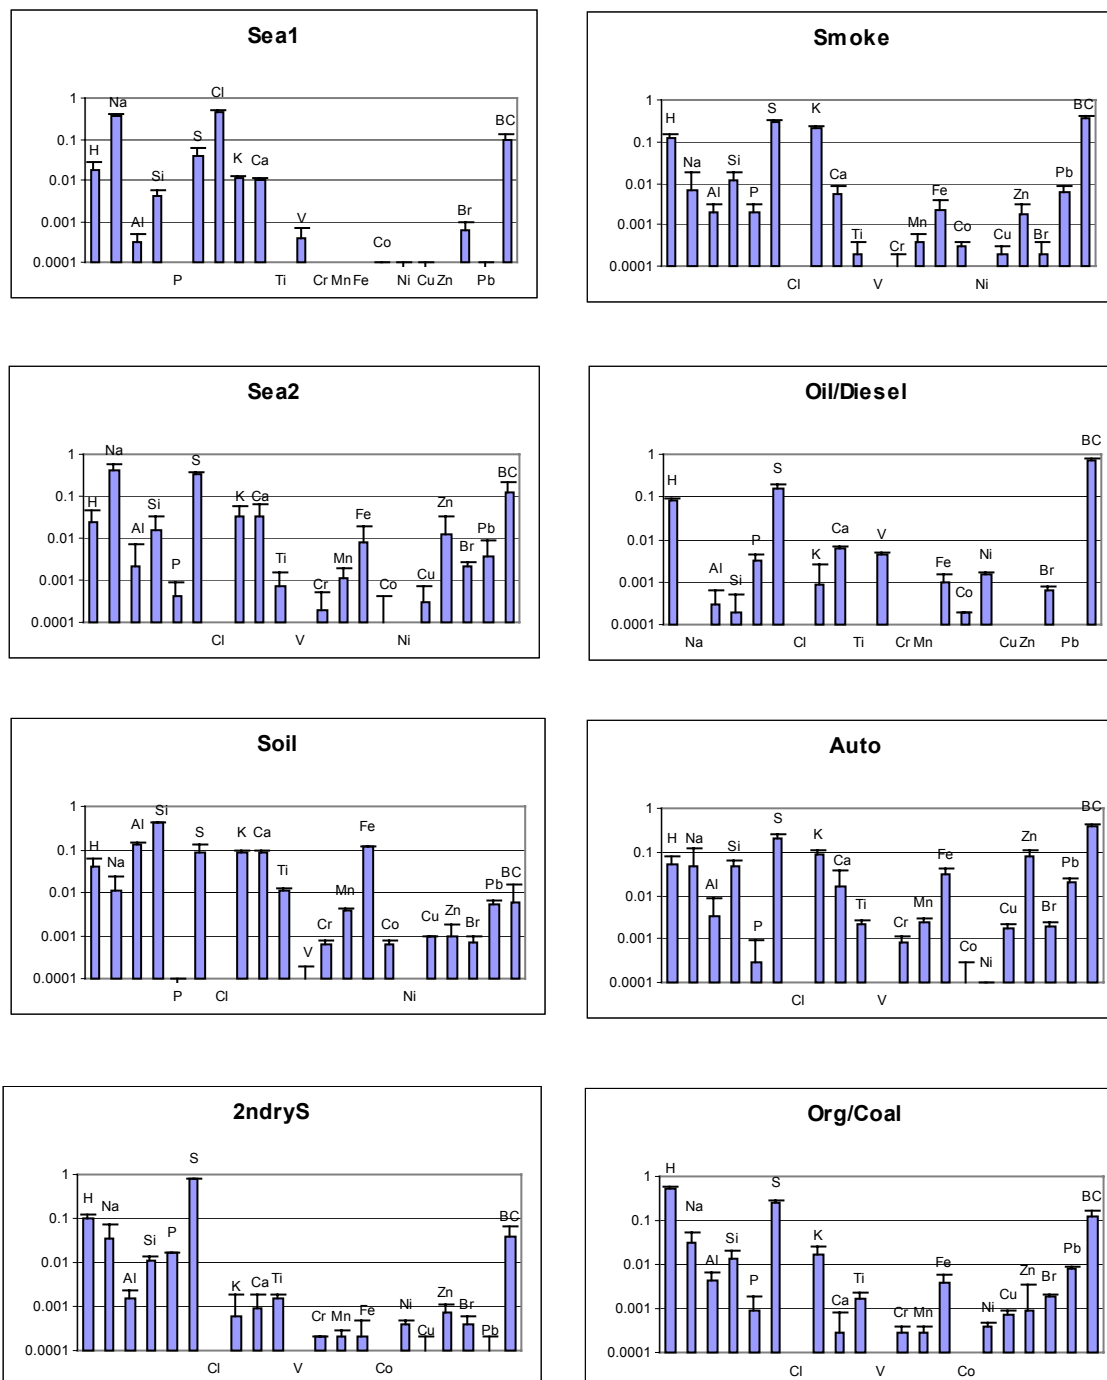 Sea1
1
0.1
0.01
0.001
0.0001
H
Na
Al
Si
P
S
Cl
K
Ca
Ti
V
Cr Mn Fe
Co
Ni Cu Zn
Br
Pb
BC
Smoke
1
0.1
0.01
0.001
0.0001
H
Na
Al
Si
P
S
Cl
K
Ca
Ti
V
Cr
Mn
Fe
Co
Ni
Cu
Zn
Br
Pb
BC
Sea2
1
0.1
0.01
0.001
0.0001
H
Na
Al
Si
P
S
Cl
K
Ca
Ti
V
Cr
Mn
Fe
Co
Ni
Cu
Zn
Br
Pb
BC
Oil/Diesel
1
0.1
0.01
0.001
0.0001
H
Na
Al
Si
P
S
Cl
K
Ca
Ti
V
Cr Mn
Fe
Co
Ni
Cu Zn
Br
Pb
BC
Soil
1
0.1
0.01
0.001
0.0001
H
Na
Al
Si
P
S
Cl
K
Ca
Ti
V
Cr
Mn
Fe
Co
Ni
Cu
Zn
Br
Pb
BC
Auto
1
0.1
0.01
0.001
0.0001
H
Na
Al
Si
P
S
Cl
K
Ca
Ti
V
Cr
Mn
Fe
Co
Ni
Cu
Zn
Br
Pb
BC
2ndryS
1
0.1
0.01
0.001
0.0001
H
Na
Al
Si
P
S
Cl
K
Ca
Ti
V
Cr
Mn
Fe
Co
Ni
Cu
Zn
Br
Pb
BC
Org/Coal
1
0.1
0.01
0.001
0.0001
H
Na
Al
Si
P
S
Cl
K
Ca
Ti
V
Cr
Mn
Fe
Co
Ni
Cu
Zn
Br
Pb
BC